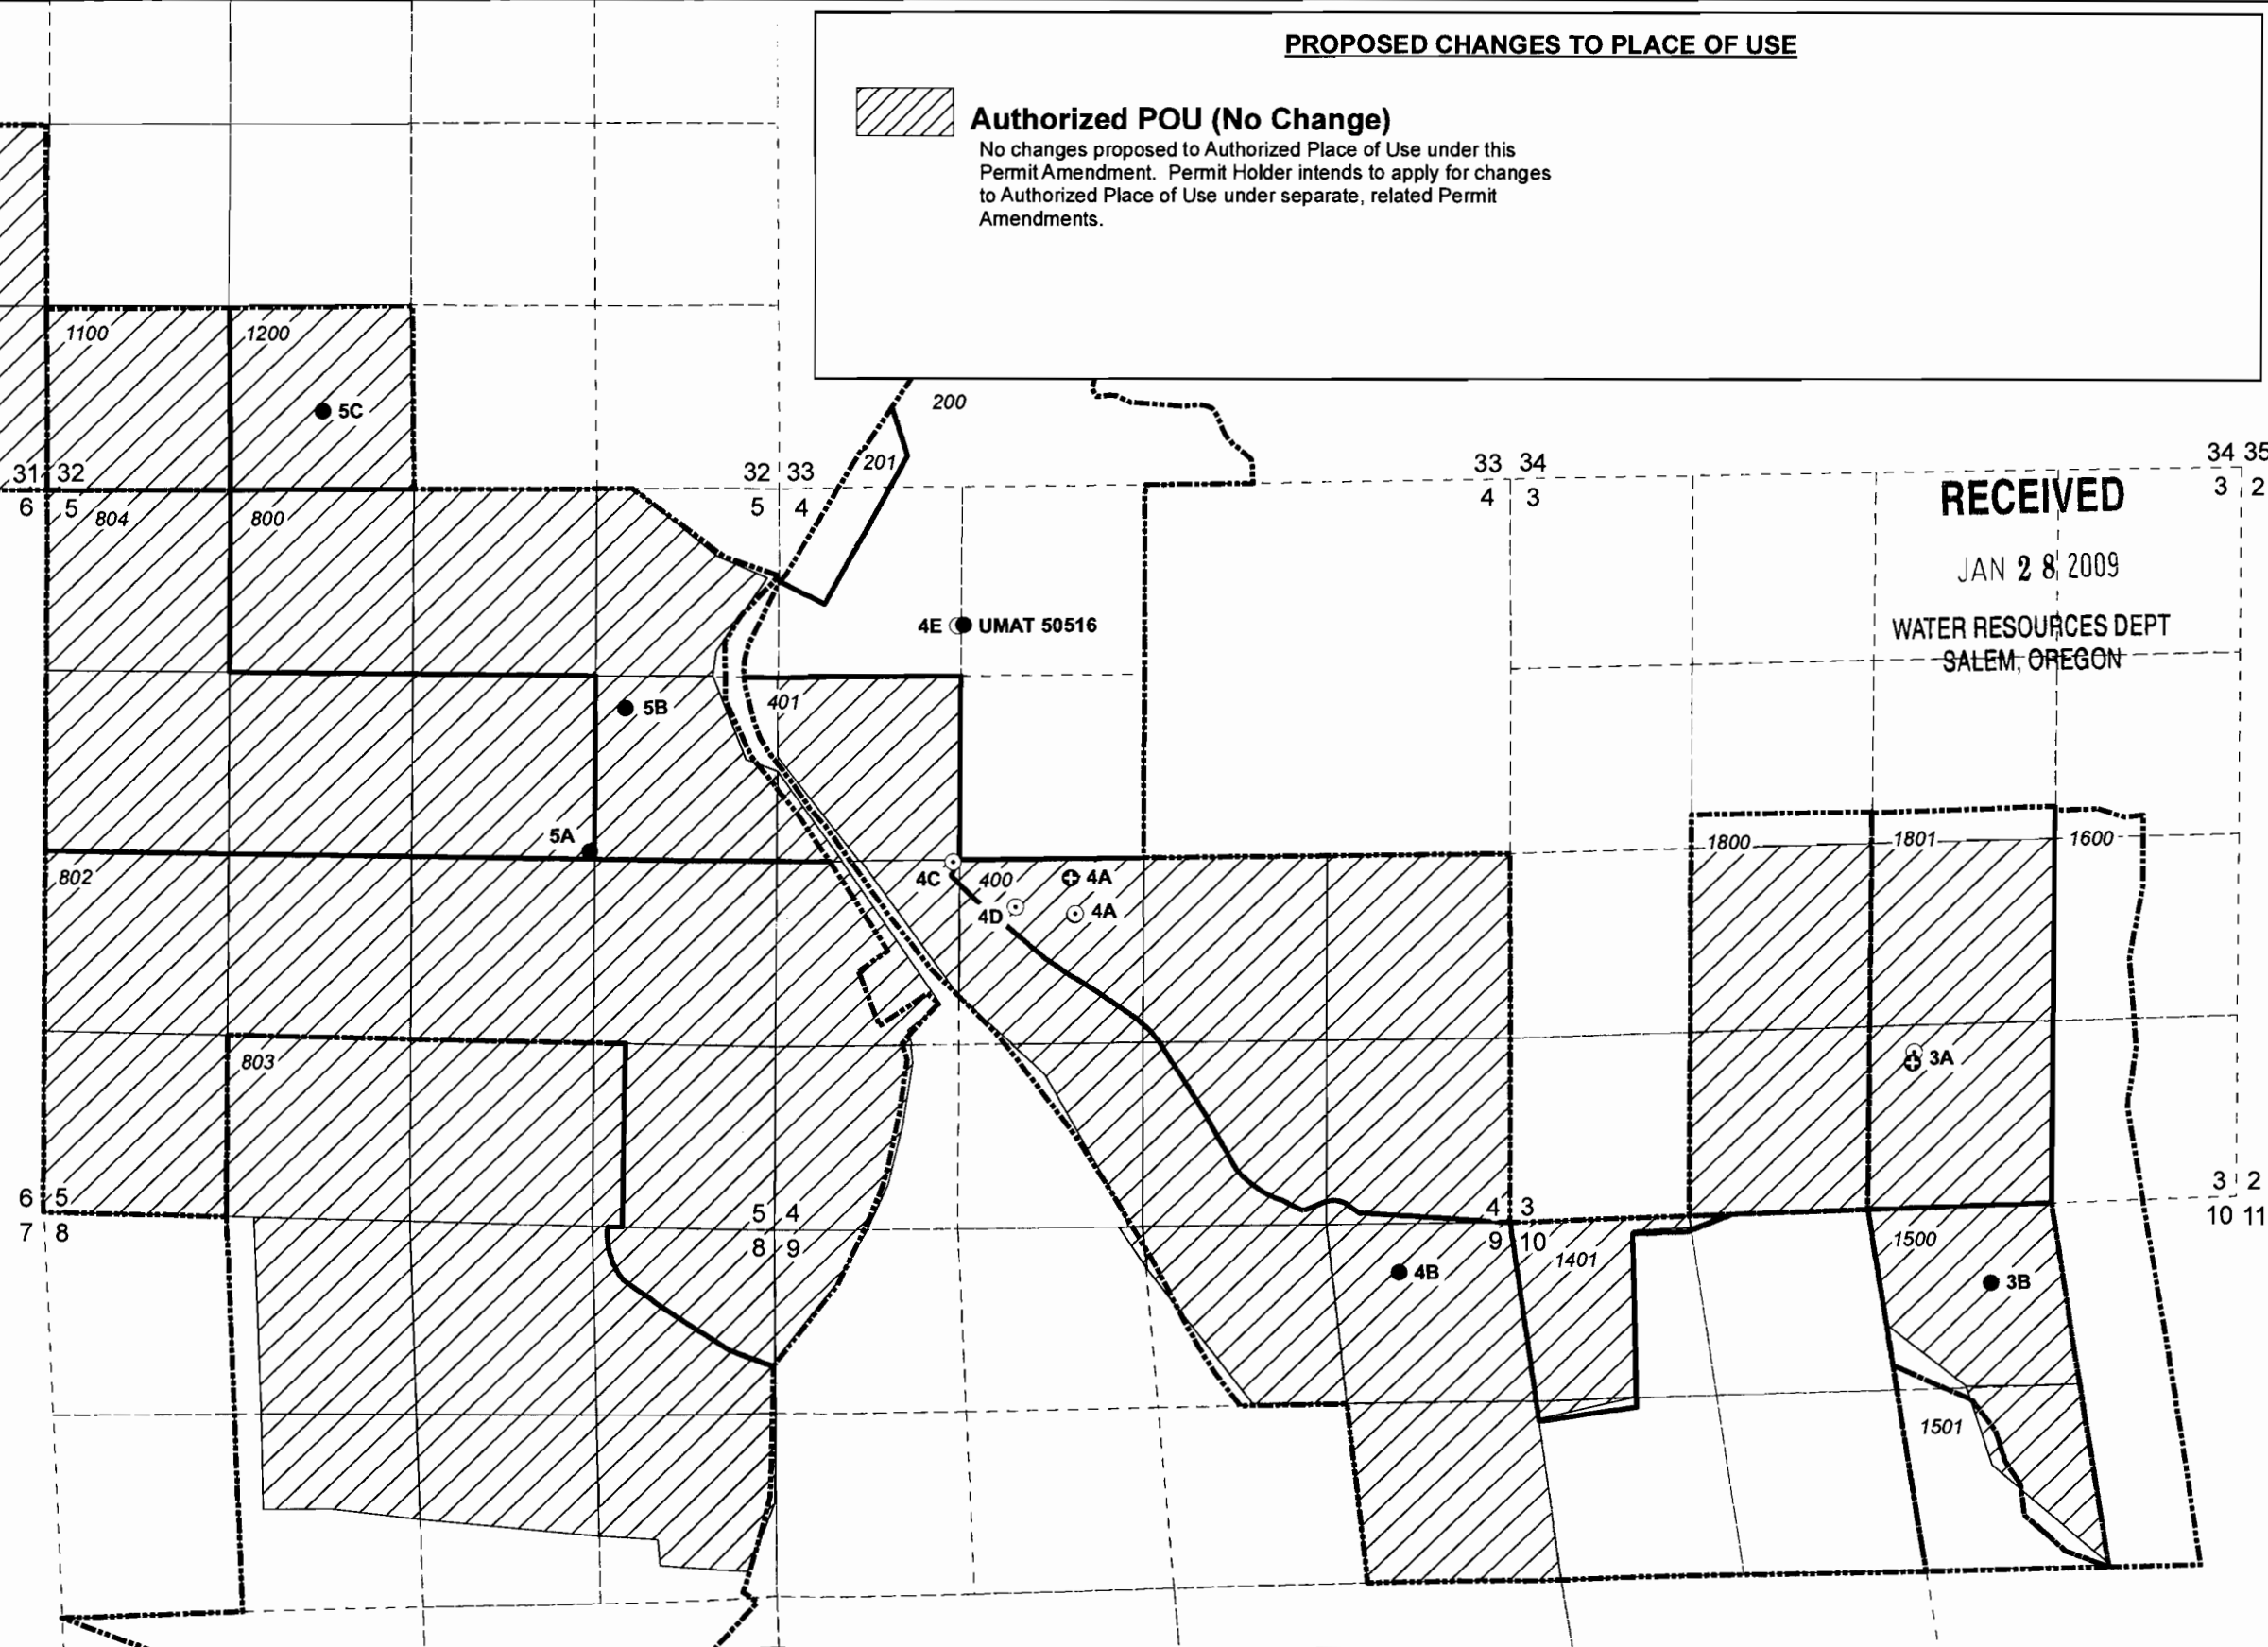 PROPOSED CHANGES TO PLACE OF USE
Authorized POU (No Change)
No changes proposed to Authorized Place of Use under this
Permit Amendment. Permit Holder intends to apply for changes
to Authorized Place of Use under separate, related Permit
Amendments.
1100
1200
5C
200
201
31 32
6 5
32 33
5 4
33 34
4 3
34 35
3 2
804
800
RECEIVED
JAN 28 2009
WATER RESOURCES DEPT
SALEM, OREGON
4E UMAT 50516
401
5B
5A
1800
1801
1600
802
4C
400
4A
4D
4A
803
3A
6 5
7 8
5 4
8 9
4 3
9 10
3 2
10 11
1401
1500
4B
3B
1501